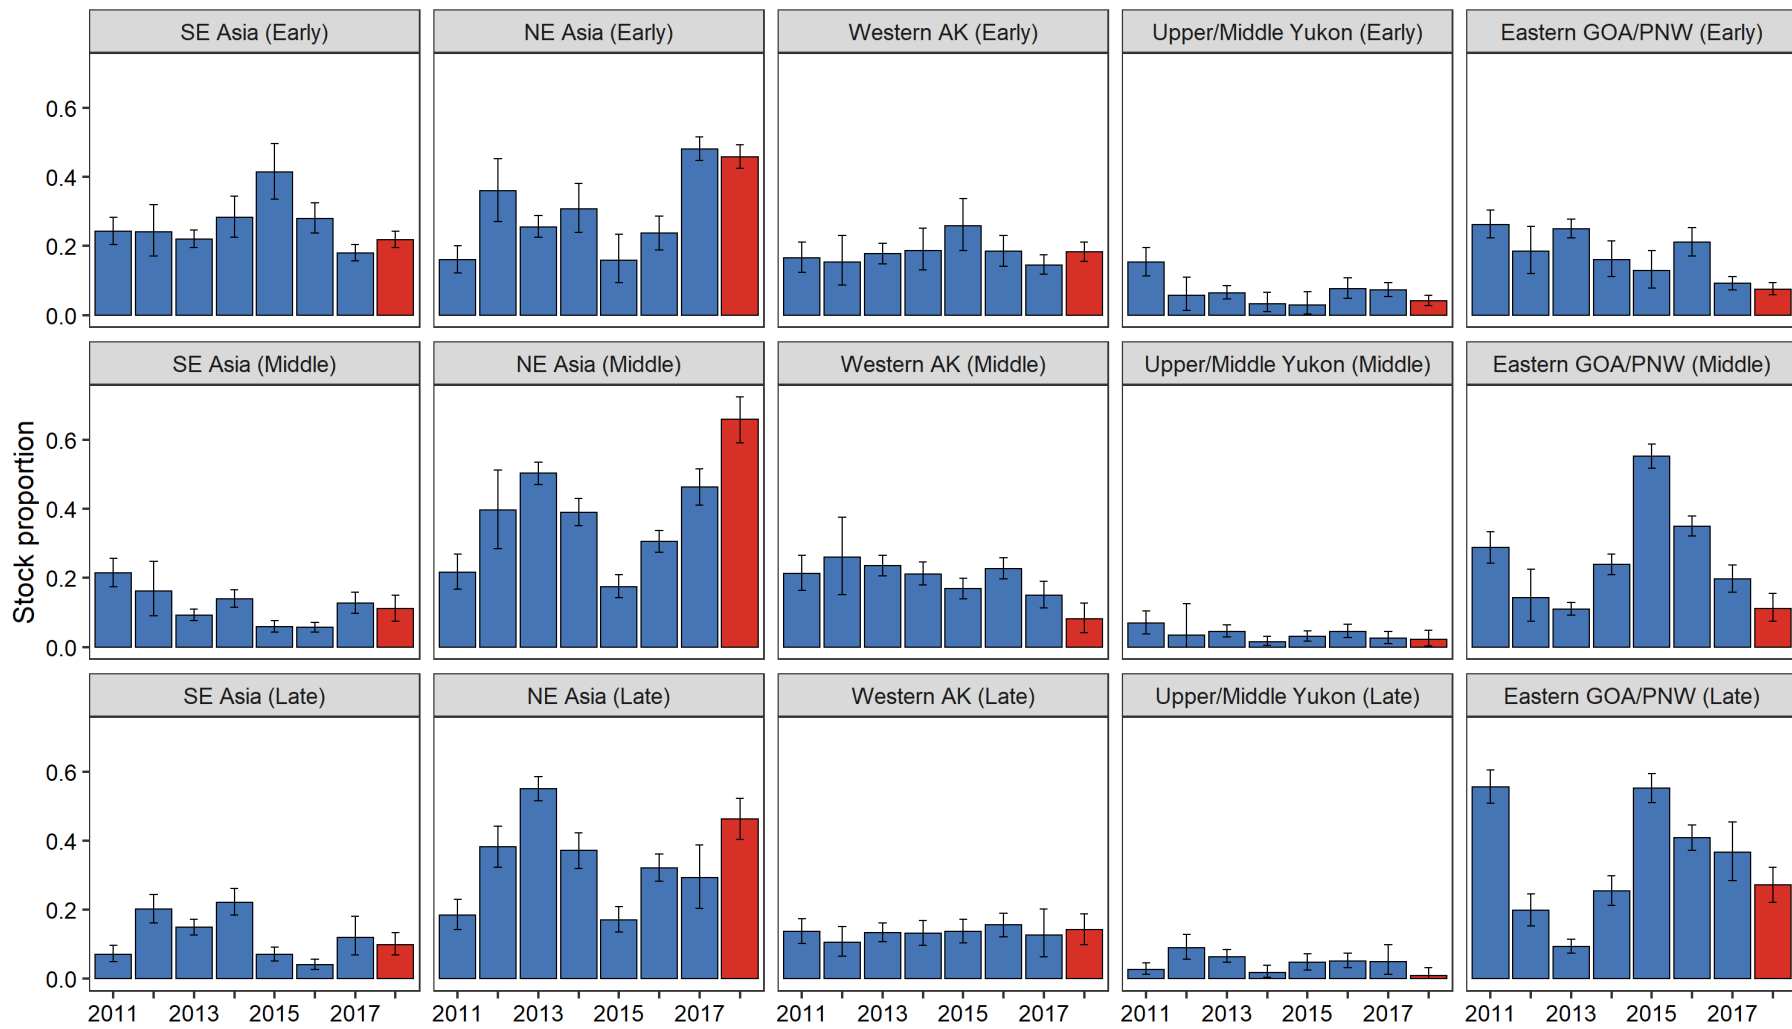 SE Asia (Early) NE Asia (Early) Western AK (Early) Upper/Middle Yukon (Early) Eastern GOA/PNW (Early)
0.6
0.4
0.2
0.0
SE Asia (Middle) NE Asia (Middle) Western AK (Middle) Upper/Middle Yukon (Middle) Eastern GOA/PNW (Middle)
Stock proportion
0.6
0.4
0.2
0.0
SE Asia (Late) NE Asia (Late) Western AK (Late) Upper/Middle Yukon (Late) Eastern GOA/PNW (Late)
0.6
0.4
0.2
0.0
2011 2013 2015 2017 2011 2013 2015 2017 2011 2013 2015 2017 2011 2013 2015 2017 2011 2013 2015 2017